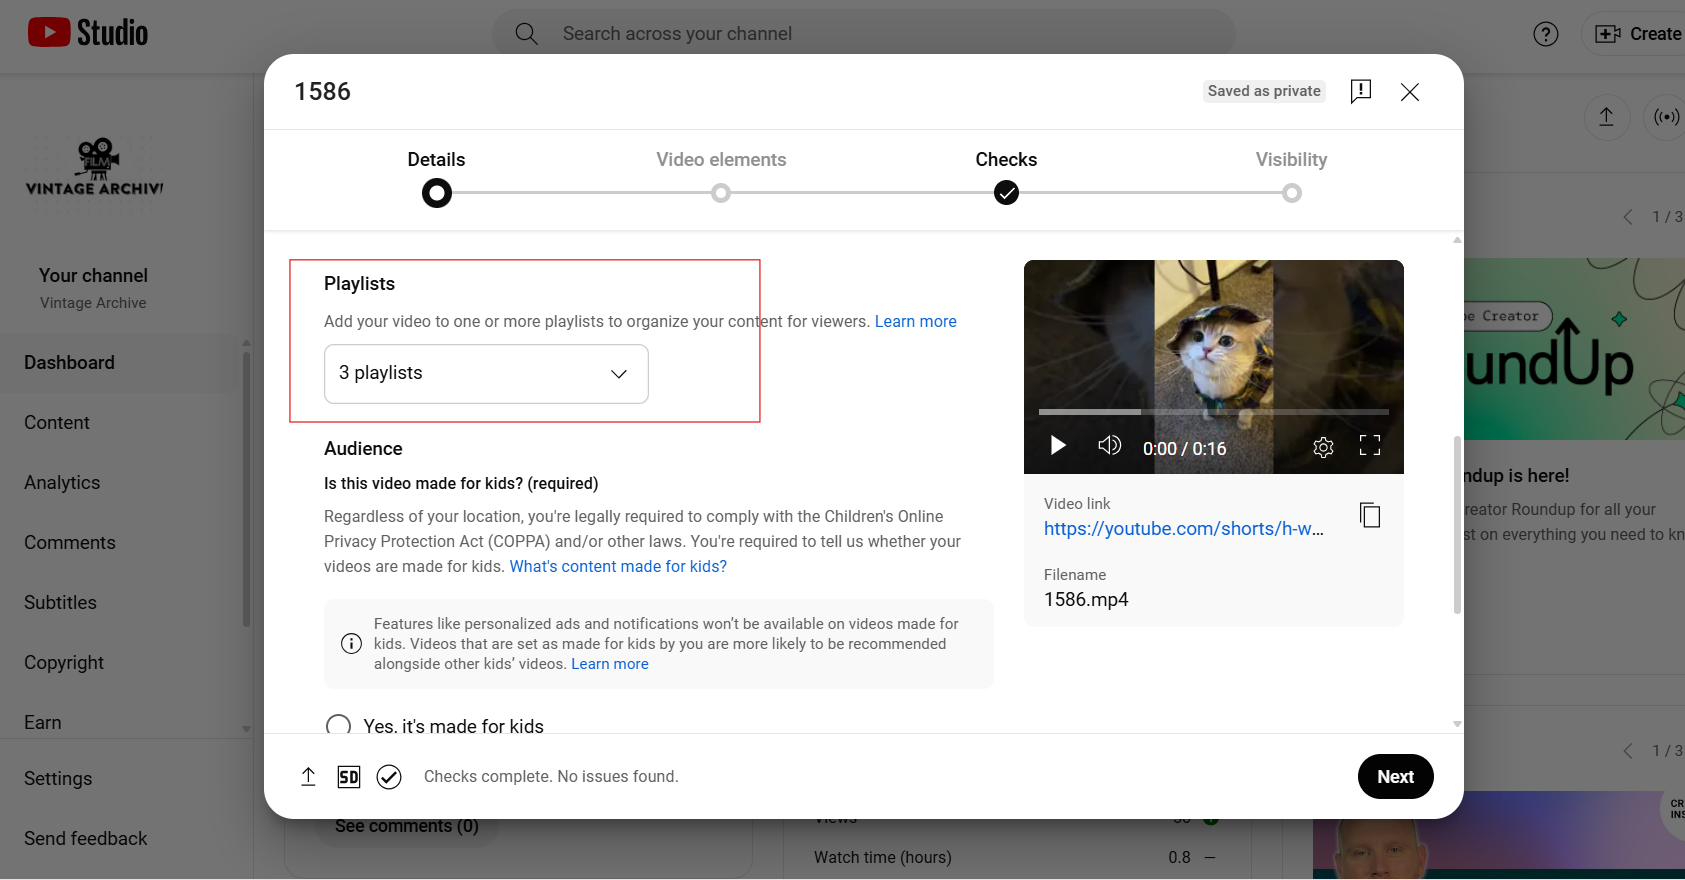 Studio
Search across your channel
Create
1586
Saved as private
Details
Video elements
Checks
Visibility
FILM
VINTAGE ARCHIV
Your channel
Vintage Archive
Dashboard
Content
Analytics
Comments
Subtitles
Copyright
Earn
Settings
Send feedback
Playlists
Add your video to one or more playlists to organize your content for viewers. Learn more
3 playlists
Audience
Is this video made for kids? (required)
Regardless of your location, you're legally required to comply with the Children's Online
Privacy Protection Act (COPPA) and/or other laws. You're required to tell us whether your
videos are made for kids. What's content made for kids?
Features like personalized ads and notifications won't be available on videos made for
kids. Videos that are set as made for kids by you are more likely to be recommended
alongside other kids' videos. Learn more
Yes, it's made for kids
0:00 / 0:16
Video link
https://youtube.com/shorts/h-w...
Filename
1586.mp4
SD
Checks complete. No issues found.
Next
1 / 3
be Creator
undUp
ndup is here!
reator Roundup for all your
st on everything you need to kn
1 / 3
CR
INS
See comments (0)
Views
Watch time (hours)
0.8 —